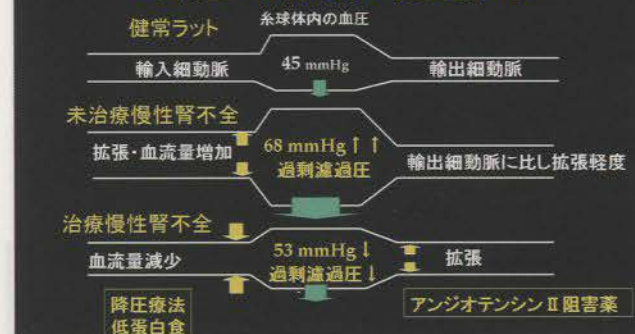 糸球体内の血圧
健常ラット
輸入細動脈 45 mmHg 輸出細動脈
未治療慢性腎不全
拡張・血流量増加 68 mmHg↑↑ 輸出細動脈に比し拡張軽度
過剰濾過圧
治療慢性腎不全
血流量減少 53 mmHg↓ 拡張
過剰濾過圧↓
降圧療法 アンジオテンシンⅡ阻害薬
低蛋白食